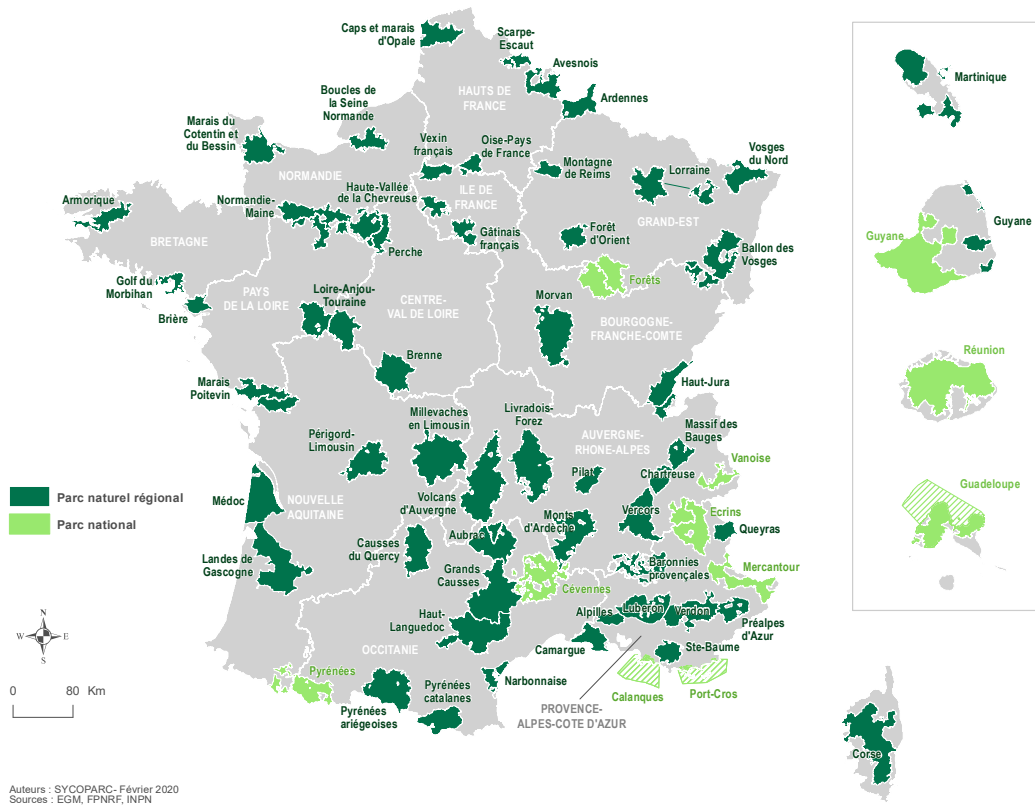 Caps et marais
d'Opale
Scarpe-
Escaut
Avesnois
HAUTS DE
FRANCE
Ardennes
Boucles de
la Seine
Normande
Marais du
Cotentin et
du Bessin
Vexin
français
Oise-Pays
de France
Montagne
de Reims
Lorraine
Vosges
du Nord
NORMANDIE
Haute-Vallée
de la Chevreuse
ILE DE
FRANCE
Armorique
Normandie-
Maine
Perche
Gâtinais
français
Forêt
d'Orient
GRAND-EST
Ballon des
Vosges
BRETAGNE
Golf du
Morbihan
Brière
PAYS
DE LA LOIRE
Loire-Anjou-
Touraine
CENTRE-
VAL DE LOIRE
Forêts
Morvan
BOURGOGNE-
FRANCHE-COMTE
Brenne
Haut-Jura
Marais
Poitevin
Millevaches
en Limousin
Livradois-
Forez
AUVERGNE-
RHONE-ALPES
Massif des
Bauges
Périgord-
Limousin
Vanoise
Pilat
Chartreuse
Parc naturel régional
Parc national
Médoc
NOUVELLE
AQUITAINE
Volcans
d'Auvergne
Monts
d'Ardèche
Vercors
Ecrins
Queyras
Landes de
Gascogne
Causses
du Quercy
Aubrac
Grands
Causses
Cévennes
Baronnies
provençales
Mercantour
Haut-
Languedoc
Alpilles
Luberon
Verdon
Préalpes
d'Azur
Camargue
Ste-Baume
OCCITANIE
Pyrénées
Pyrénées
ariégeoises
Pyrénées
catalanes
Narbonnaise
Calanques
Port-Cros
PROVENCE-
ALPES-COTE D'AZUR
Martinique
Guyane
Guyane
Réunion
Guadeloupe
Corse
N
W E
S
0 80 Km
Auteurs : SYCOPARC- Février 2020
Sources : EGM, FPNRF, INPN